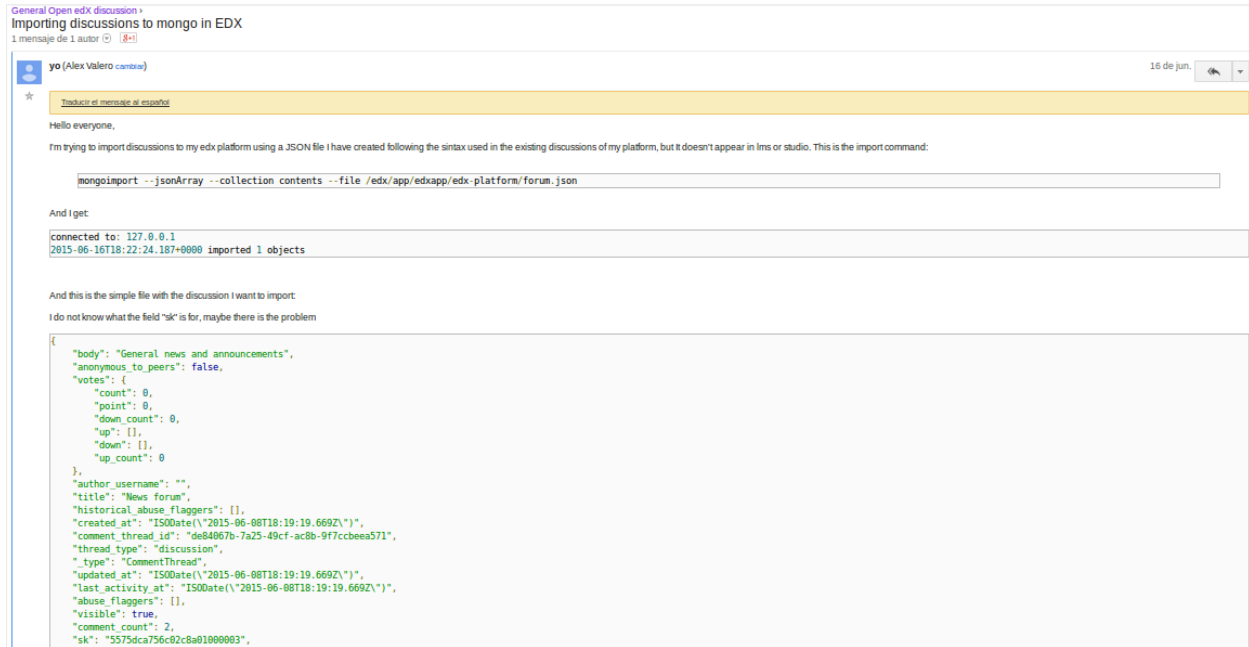 General Open edX discussion ›
Importing discussions to mongo in EDX
1 mensaje de 1 autor
g+1
yo (Alex Valero cambiar)
16 de jun.
Traducir el mensaje al español
Hello everyone,
I'm trying to import discussions to my edx platform using a JSON file I have created following the sintax used in the existing discussions of my platform, but It doesn't appear in lms or studio. This is the import command:
mongoimport --jsonArray --collection contents --file /edx/app/edxapp/edx-platform/forum.json
And I get:
connected to: 127.0.0.1
2015-06-16T18:22:24.187+0000 imported 1 objects
And this is the simple file with the discussion I want to import:
I do not know what the field "sk" is for, maybe there is the problem
{
"body": "General news and announcements",
"anonymous_to_peers": false,
"votes": {
"count": 0,
"point": 0,
"down_count": 0,
"up": [],
"down": [],
"up_count": 0
},
"author_username": "",
"title": "News forum",
"historical_abuse_flaggers": [],
"created_at": "ISODate(\"2015-06-08T18:19:19.669Z\")",
"comment_thread_id": "de84067b-7a25-49cf-ac8b-9f7ccbeea571",
"thread_type": "discussion",
"_type": "CommentThread",
"updated_at": "ISODate(\"2015-06-08T18:19:19.669Z\")",
"last_activity_at": "ISODate(\"2015-06-08T18:19:19.669Z\")",
"abuse_flaggers": [],
"visible": true,
"comment_count": 2,
"sk": "5575dca756c02c8a01000003",